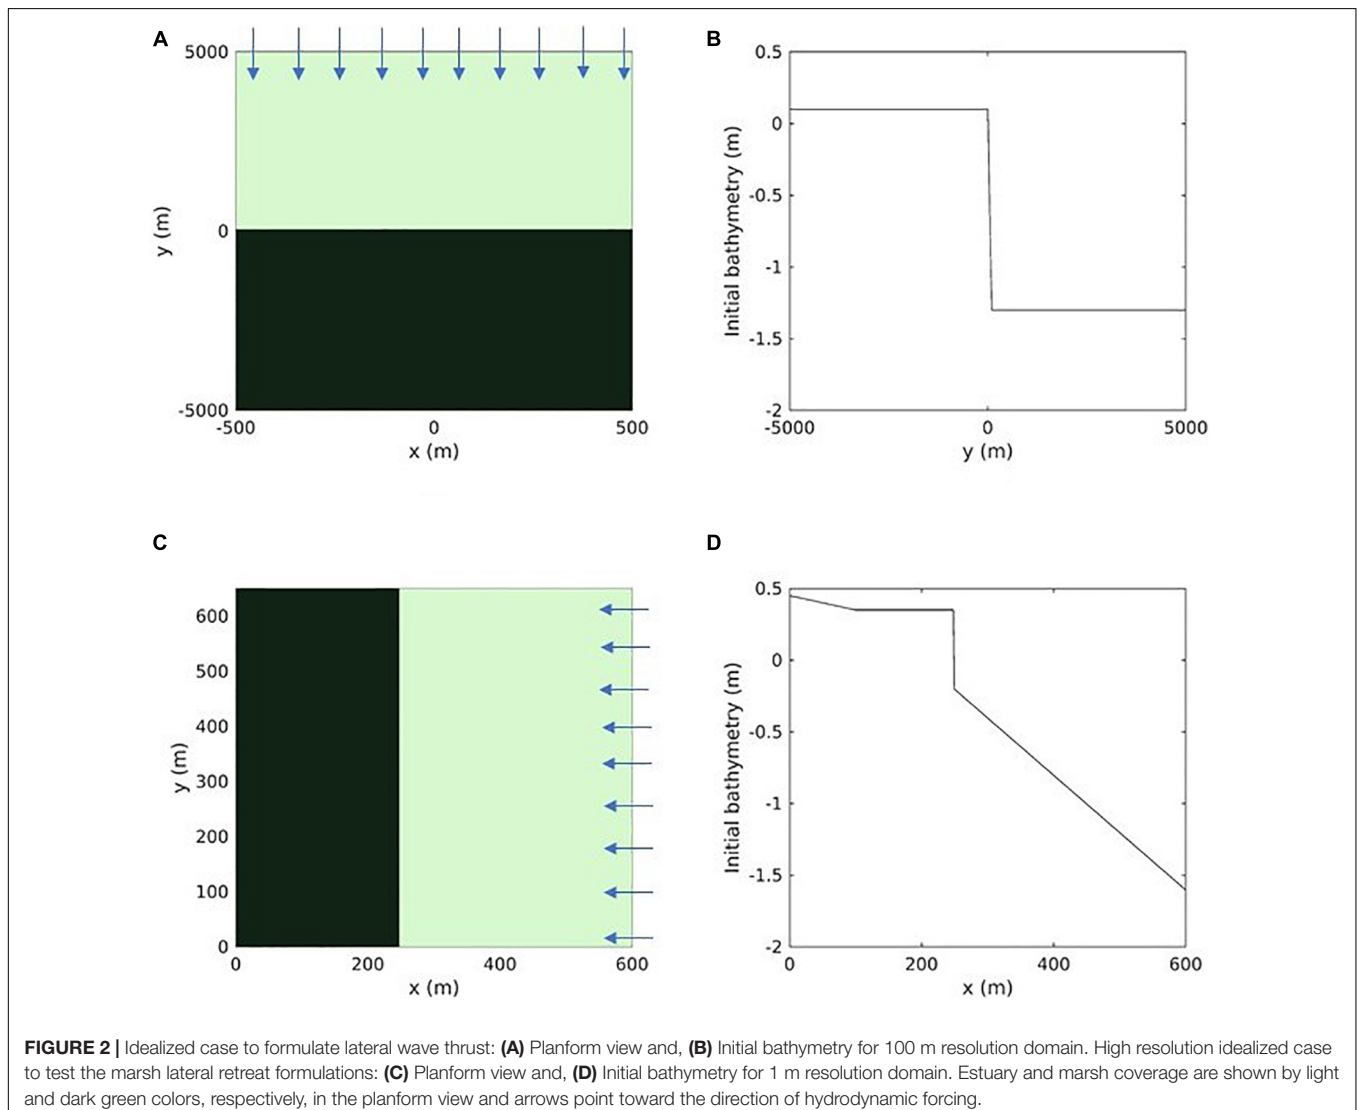 A
5000
0
-5000
y (m)
-500
0
500
x (m)
B
0.5
0
-0.5
-1
-1.5
-2
Initial bathymetry (m)
-5000
0
5000
y (m)
C
600
500
400
300
200
100
0
y (m)
0
200
400
600
x (m)
D
0.5
0
-0.5
-1
-1.5
-2
Initial bathymetry (m)
0
200
400
600
x (m)
FIGURE 2 | Idealized case to formulate lateral wave thrust: (A) Planform view and, (B) Initial bathymetry for 100 m resolution domain. High resolution idealized case
to test the marsh lateral retreat formulations: (C) Planform view and, (D) Initial bathymetry for 1 m resolution domain. Estuary and marsh coverage are shown by light
and dark green colors, respectively, in the planform view and arrows point toward the direction of hydrodynamic forcing.